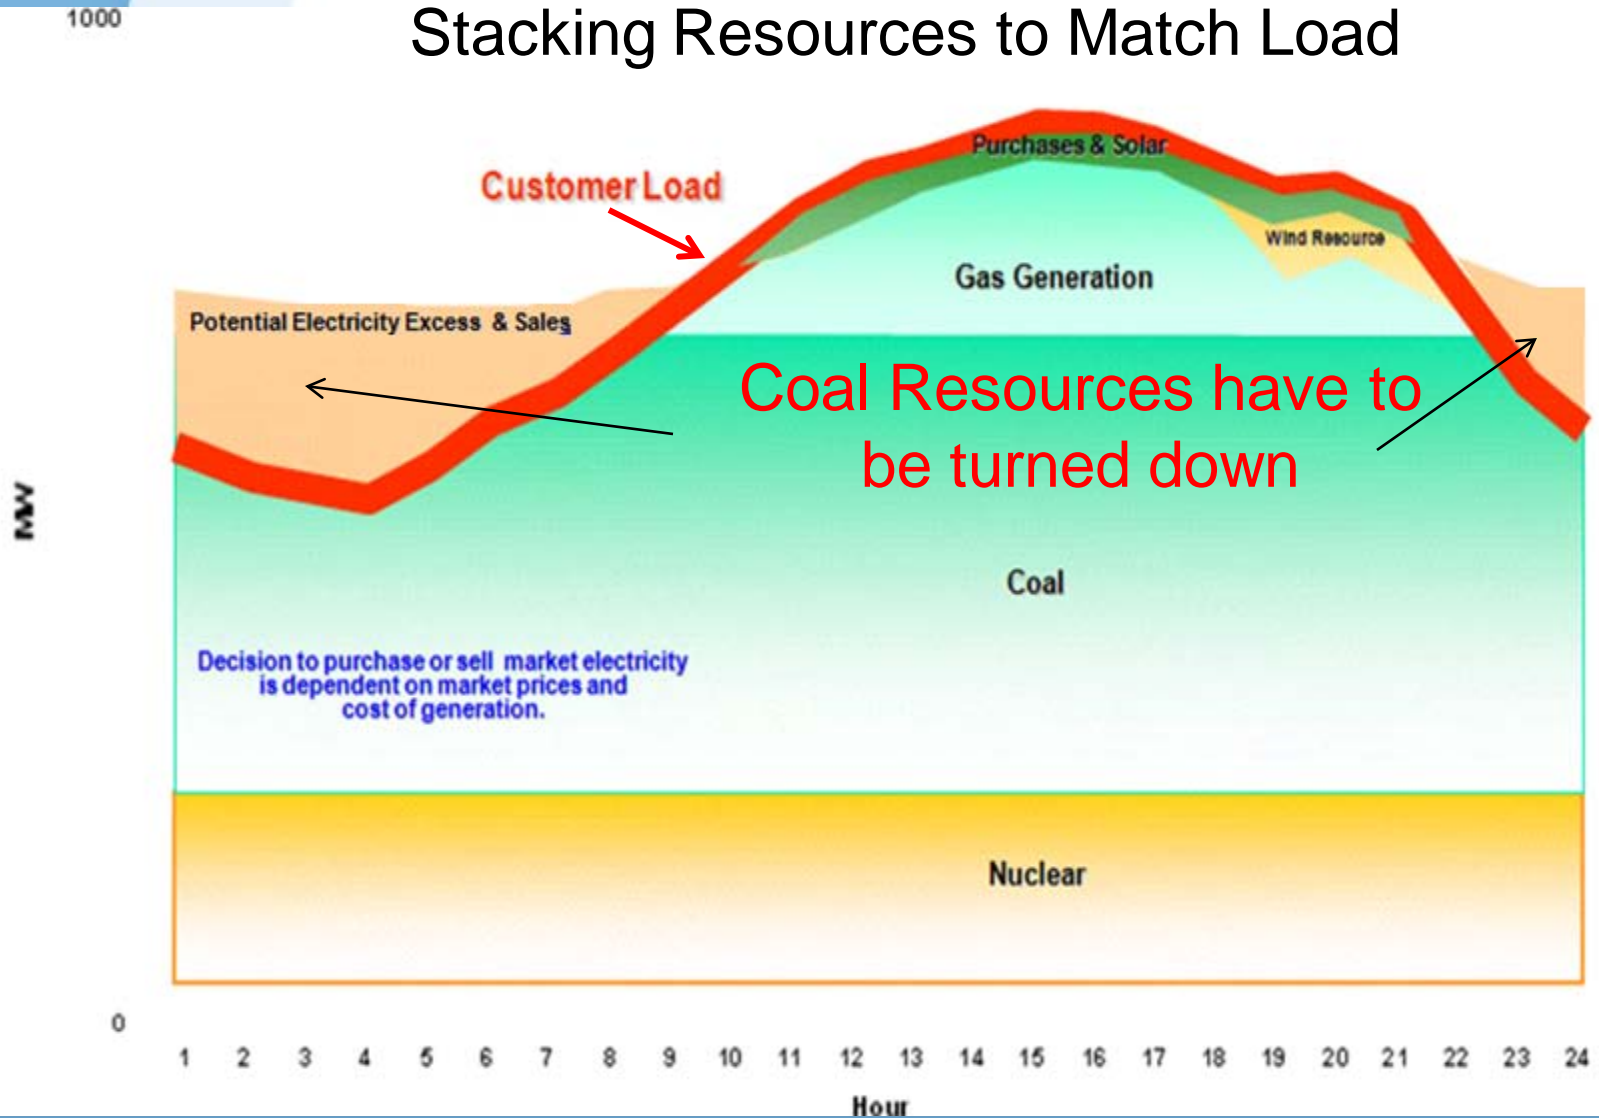 Stacking Resources to Match Load
1000
Purchases & Solar
Customer Load
Wind Resource
Gas Generation
Potential Electricity Excess & Sales
Coal Resources have to
be turned down
MW
Coal
Decision to purchase or sell market electricity
is dependent on market prices and
cost of generation.
Nuclear
0
1 2 3 4 5 6 7 8 9 10 11 12 13 14 15 16 17 18 19 20 21 22 23 24
Hour